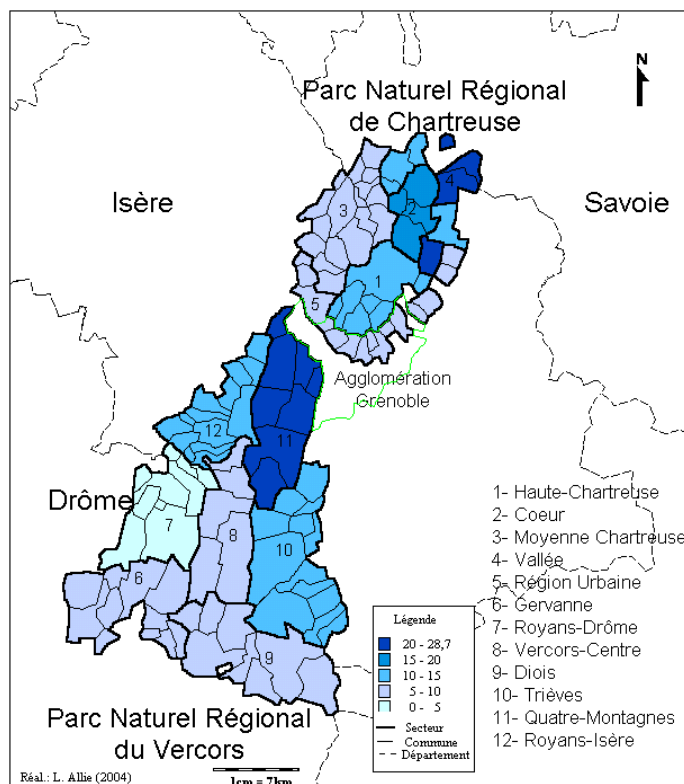 N
Parc Naturel Régional
de Chartreuse
Isère
Savoie
4
3
2
1
5
Agglomération
Grenoble
12
11
Drôme
7
8
10
6
9
1- Haute-Chartreuse
2- Coeur
3- Moyenne Chartreuse
4- Vallée
5- Région Urbaine
6- Gervanne
7- Royans-Drôme
8- Vercors-Centre
9- Diois
10- Trièves
11- Quatre-Montagnes
12- Royans-Isère
Légende
20 - 28,7
15 - 20
10 - 15
5 - 10
0 - 5
Secteur
Commune
Département
Parc Naturel Régional
du Vercors
Réal.: L. Allie (2004)
1cm = 7km